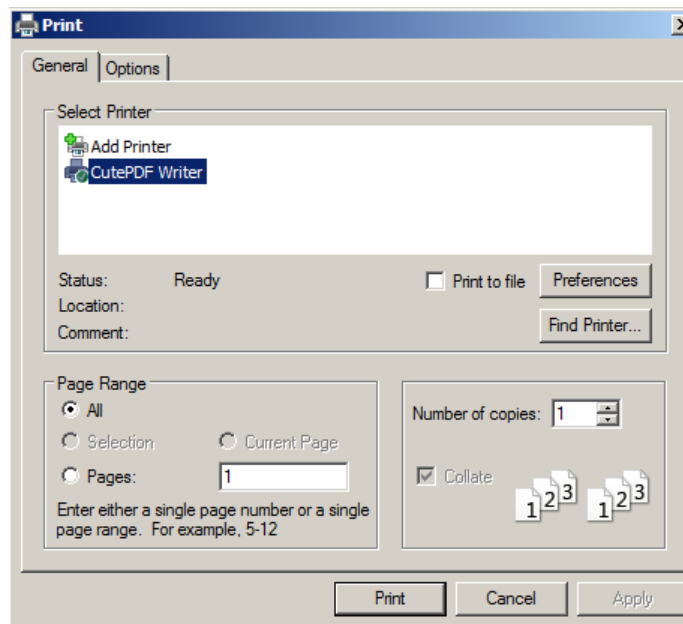 Print
General
Options
Select Printer
Add Printer
CutePDF Writer
Status: Ready
Print to file
Preferences
Location:
Find Printer...
Comment:
Page Range
All
Selection
Current Page
Pages: 1
Enter either a single page number or a single
page range. For example, 5-12
Number of copies: 1
Collate
1 2 3 1 2 3
Print
Cancel
Apply